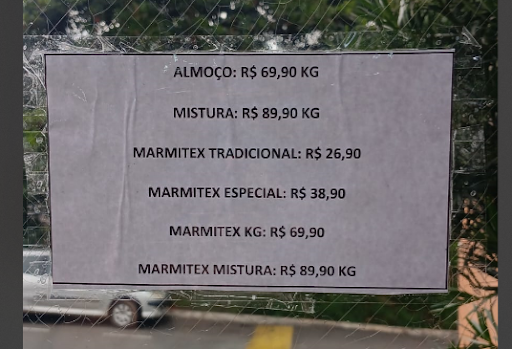 ALMOÇO: R$ 69,90 KG
MISTURA: R$ 89,90 KG
MARMITEX TRADICIONAL: R$ 26,90
MARMITEX ESPECIAL: R$ 38,90
MARMITEX KG: R$ 69,90
MARMITEX MISTURA: R$ 89,90 KG